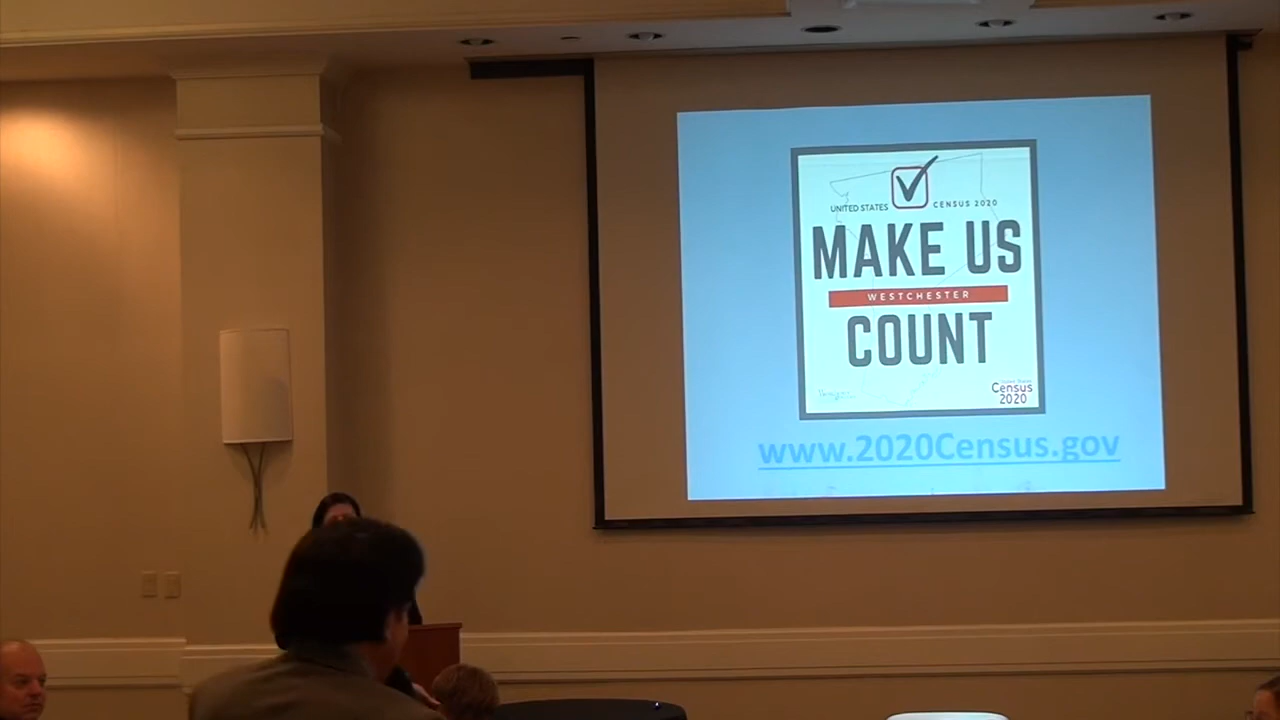 UNITED STATES CENSUS 2020
MAKE US
WESTCHESTER
COUNT
Census
2020
www.2020Census.gov